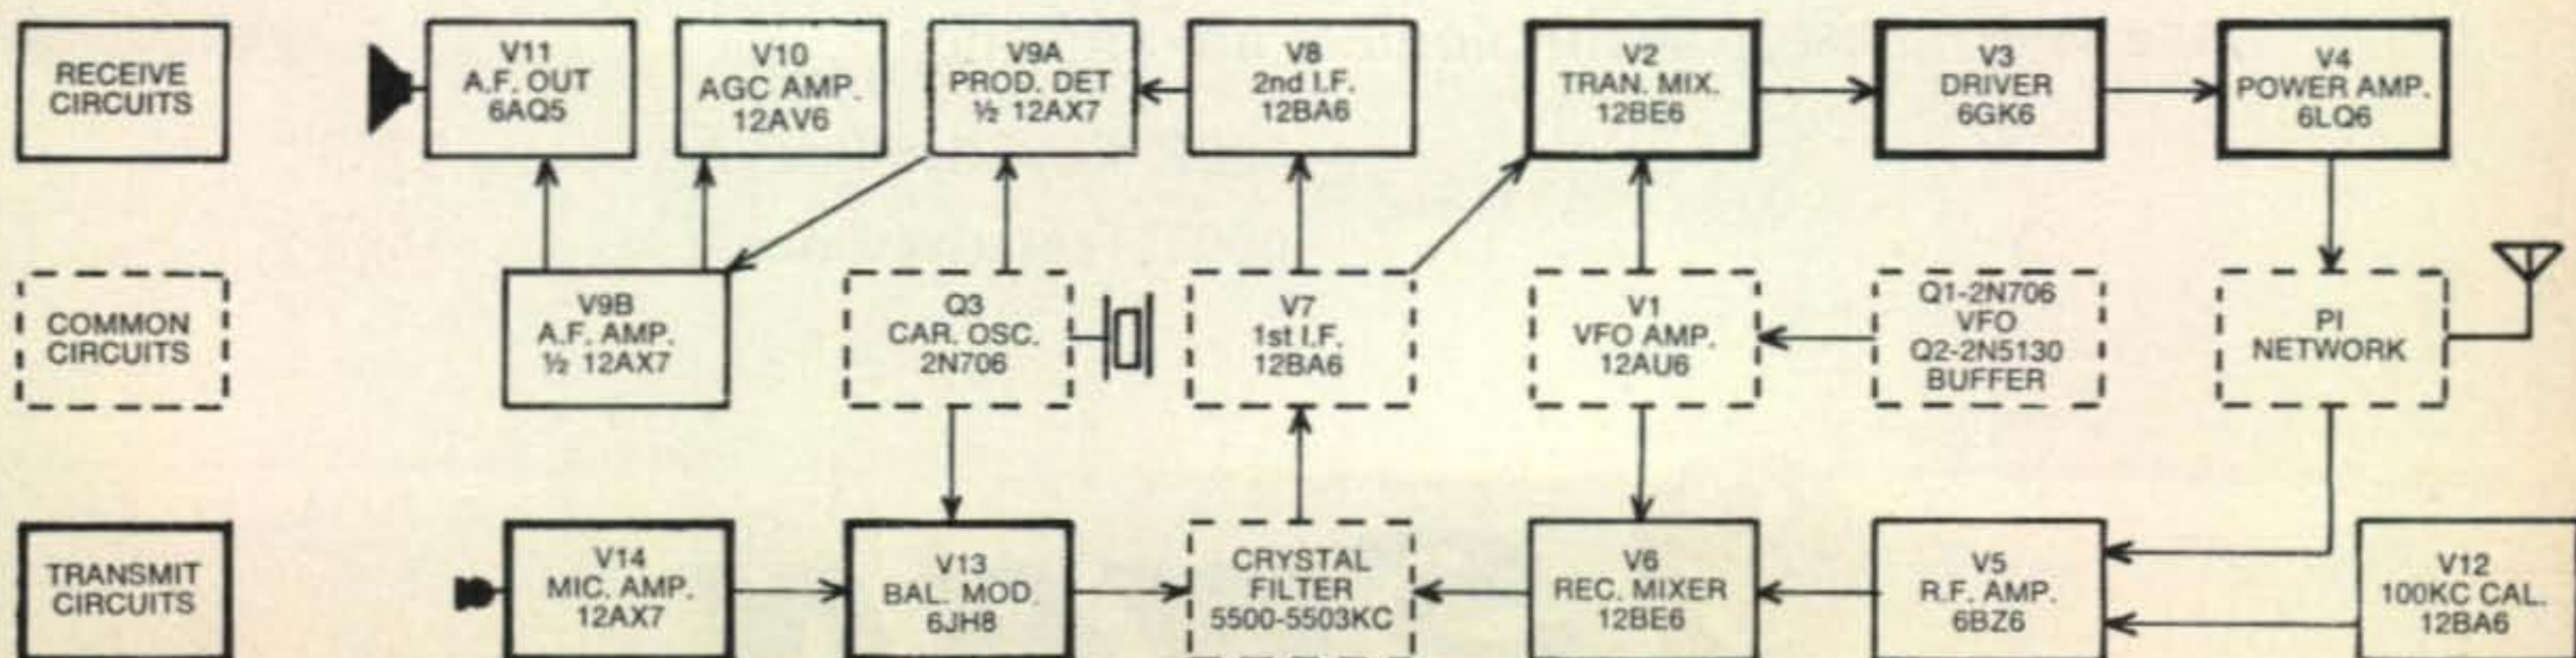 RECEIVE
CIRCUITS
V11
A.F. OUT
6AQ5
V10
AGC AMP.
12AV6
V9A
PROD. DET
½ 12AX7
V8
2nd I.F.
12BA6
V2
TRAN. MIX.
12BE6
V3
DRIVER
6GK6
V4
POWER AMP.
6LQ6
COMMON
CIRCUITS
V9B
A.F. AMP.
½ 12AX7
Q3
CAR. OSC.
2N706
V7
1st I.F.
12BA6
V1
VFO AMP.
12AU6
Q1-2N706
VFO
Q2-2N5130
BUFFER
PI
NETWORK
TRANSMIT
CIRCUITS
V14
MIC. AMP.
12AX7
V13
BAL. MOD.
6JH8
CRYSTAL
FILTER
5500-5503KC
V6
REC. MIXER
12BE6
V5
R.F. AMP.
6BZ6
V12
100KC CAL.
12BA6